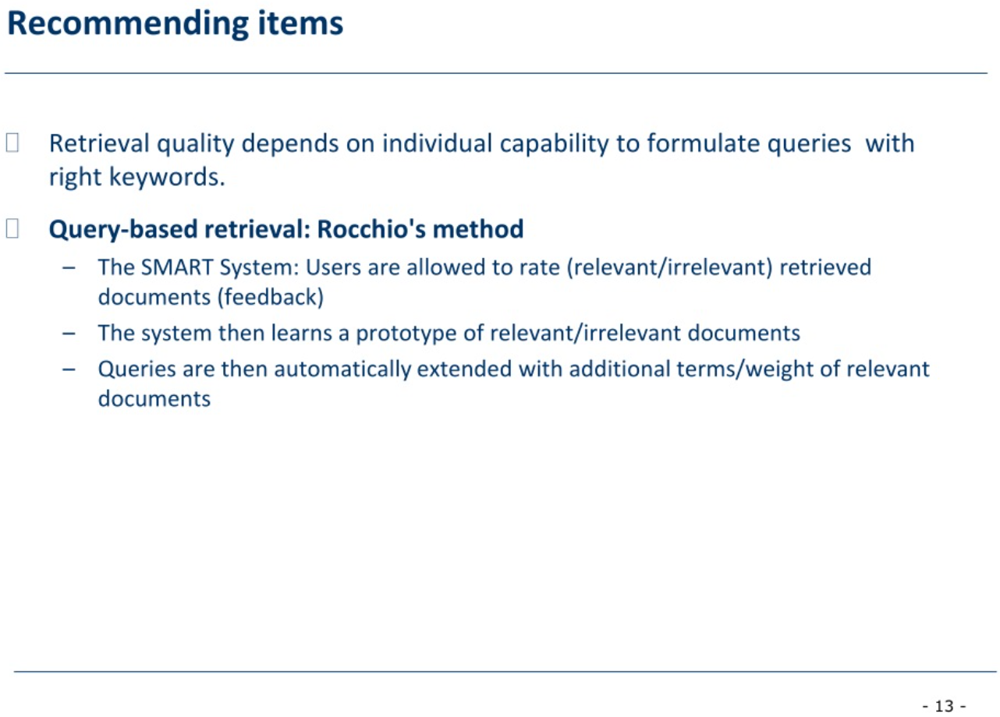 Recommending items
Retrieval quality depends on individual capability to formulate queries  with
right keywords.
Query-based retrieval: Rocchio's method
– The SMART System: Users are allowed to rate (relevant/irrelevant) retrieved
documents (feedback)
– The system then learns a prototype of relevant/irrelevant documents
– Queries are then automatically extended with additional terms/weight of relevant
documents
- 13 -